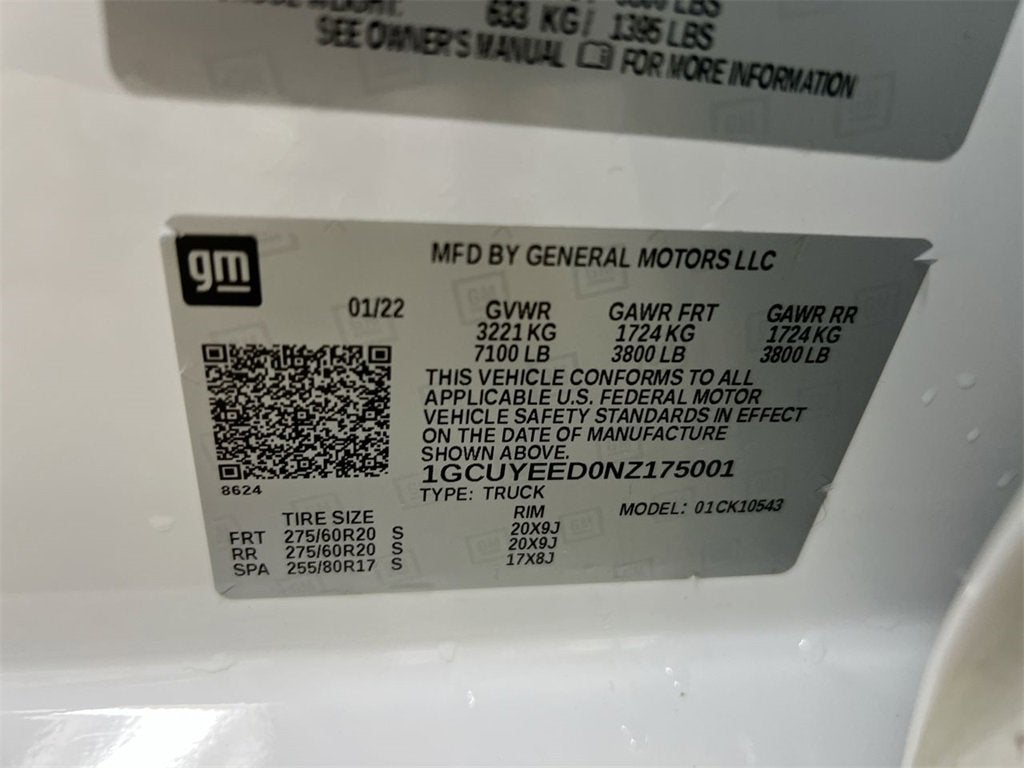 633 KG / 1395 LBS
SEE OWNER'S MANUAL FOR MORE INFORMATION
gm
MFD BY GENERAL MOTORS LLC
01/22 GVWR GAWR FRT GAWR RR
3221 KG 1724 KG 1724 KG
7100 LB 3800 LB 3800 LB
THIS VEHICLE CONFORMS TO ALL
APPLICABLE U.S. FEDERAL MOTOR
VEHICLE SAFETY STANDARDS IN EFFECT
ON THE DATE OF MANUFACTURE
SHOWN ABOVE.
1GCUYEED0NZ175001
8624
TYPE: TRUCK
MODEL: 01CK10543
TIRE SIZE RIM
FRT 275/60R20 S 20X9J
RR 275/60R20 S 20X9J
SPA 255/80R17 S 17X8J